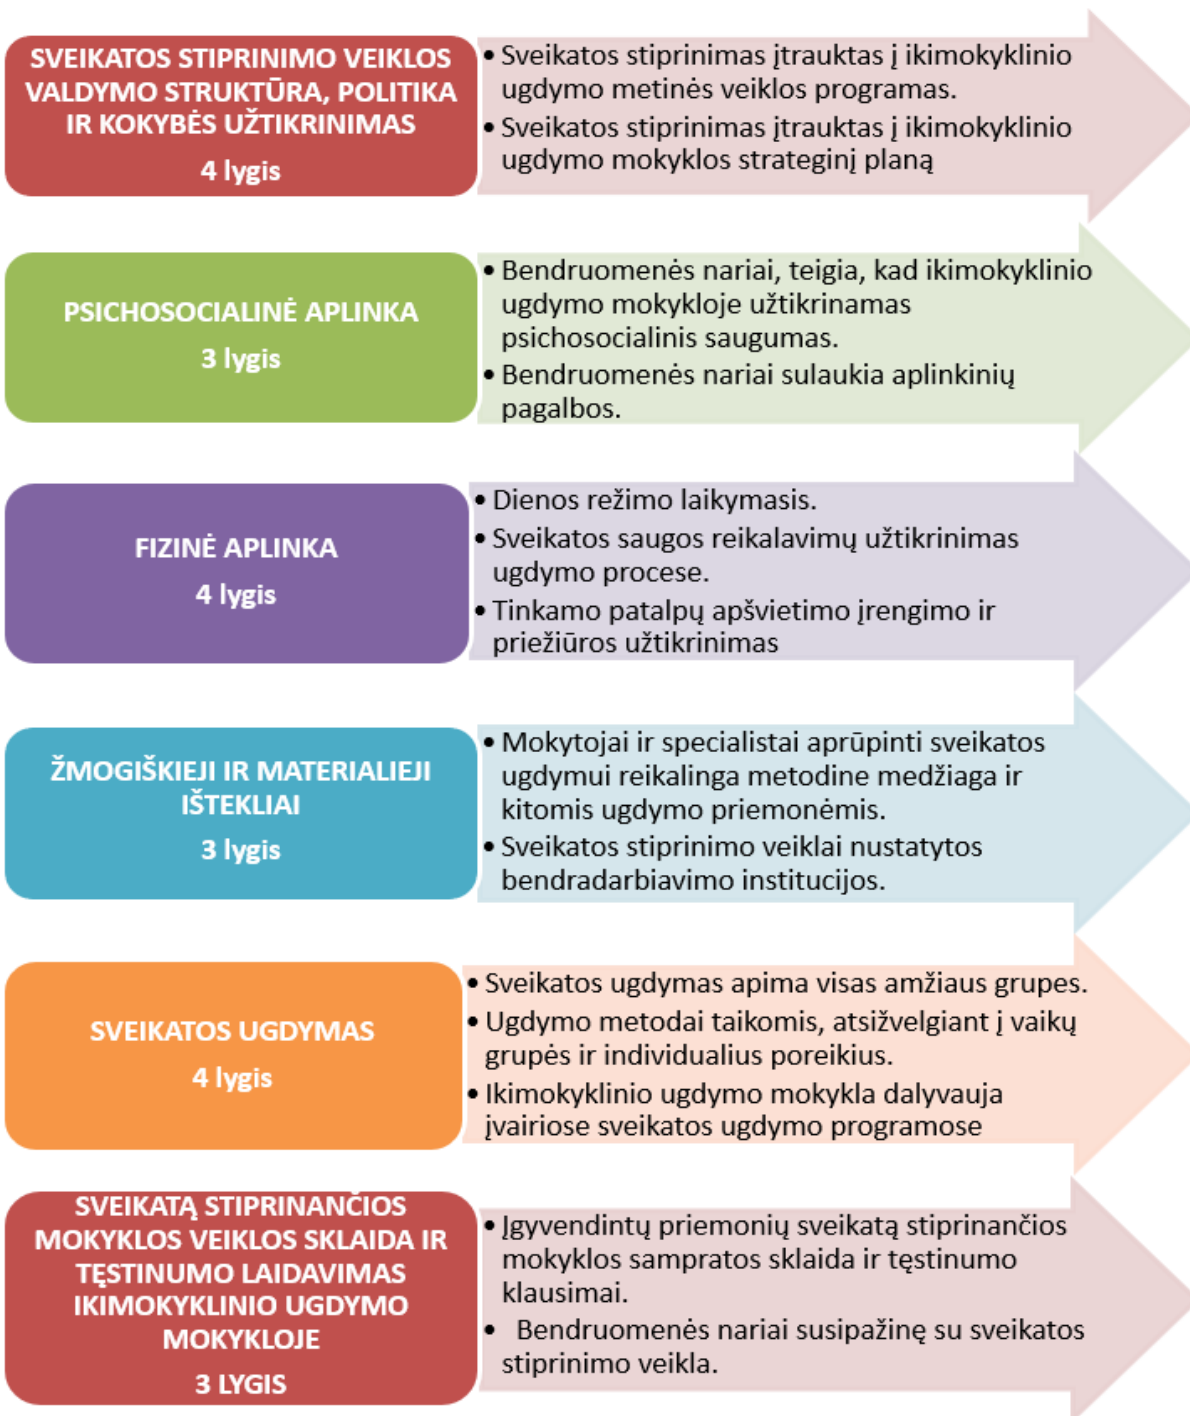 SVEIKATOS STIPRINIMO VEIKLOS
VALDYMO STRUKTŪRA, POLITIKA
IR KOKYBĖS UŽTIKRINIMAS
4 lygis
• Sveikatos stiprinimas įtrauktas į ikimokyklinio
ugdymo metinės veiklos programas.
• Sveikatos stiprinimas įtrauktas į ikimokyklinio
ugdymo mokyklos strateginį planą
PSICHOSOCIALINĖ APLINKA
3 lygis
• Bendruomenės nariai, teigia, kad ikimokyklinio
ugdymo mokykloje užtikrinamas
psichosocialinis saugumas.
• Bendruomenės nariai sulaukia aplinkinių
pagalbos.
FIZINĖ APLINKA
4 lygis
• Dienos režimo laikymasis.
• Sveikatos saugos reikalavimų užtikrinimas
ugdymo procese.
• Tinkamo patalpų apšvietimo įrengimo ir
priežiūros užtikrinimas
ŽMOGIŠKIEJI IR MATERIALIEJI
IŠTEKLIAI
3 lygis
• Mokytojai ir specialistai aprūpinti sveikatos
ugdymui reikalinga metodine medžiaga ir
kitomis ugdymo priemonėmis.
• Sveikatos stiprinimo veiklai nustatytos
bendradarbiavimo institucijos.
SVEIKATOS UGDYMAS
4 lygis
• Sveikatos ugdymas apima visas amžiaus grupes.
• Ugdymo metodai taikomis, atsižvelgiant į vaikų
grupės ir individualius poreikius.
• Ikimokyklinio ugdymo mokykla dalyvauja
įvairiose sveikatos ugdymo programose
SVEIKATĄ STIPRINANČIOS
MOKYKLOS VEIKLOS SKLAIDA IR
TĘSTINUMO LAIDAVIMAS
IKIMOKYKLINIO UGDYMO
MOKYKLOJE
3 LYGIS
• Įgyvendintų priemonių sveikatą stiprinančios
mokyklos sampratos sklaida ir tęstinumo
klausimai.
• Bendruomenės nariai susipažinę su sveikatos
stiprinimo veikla.